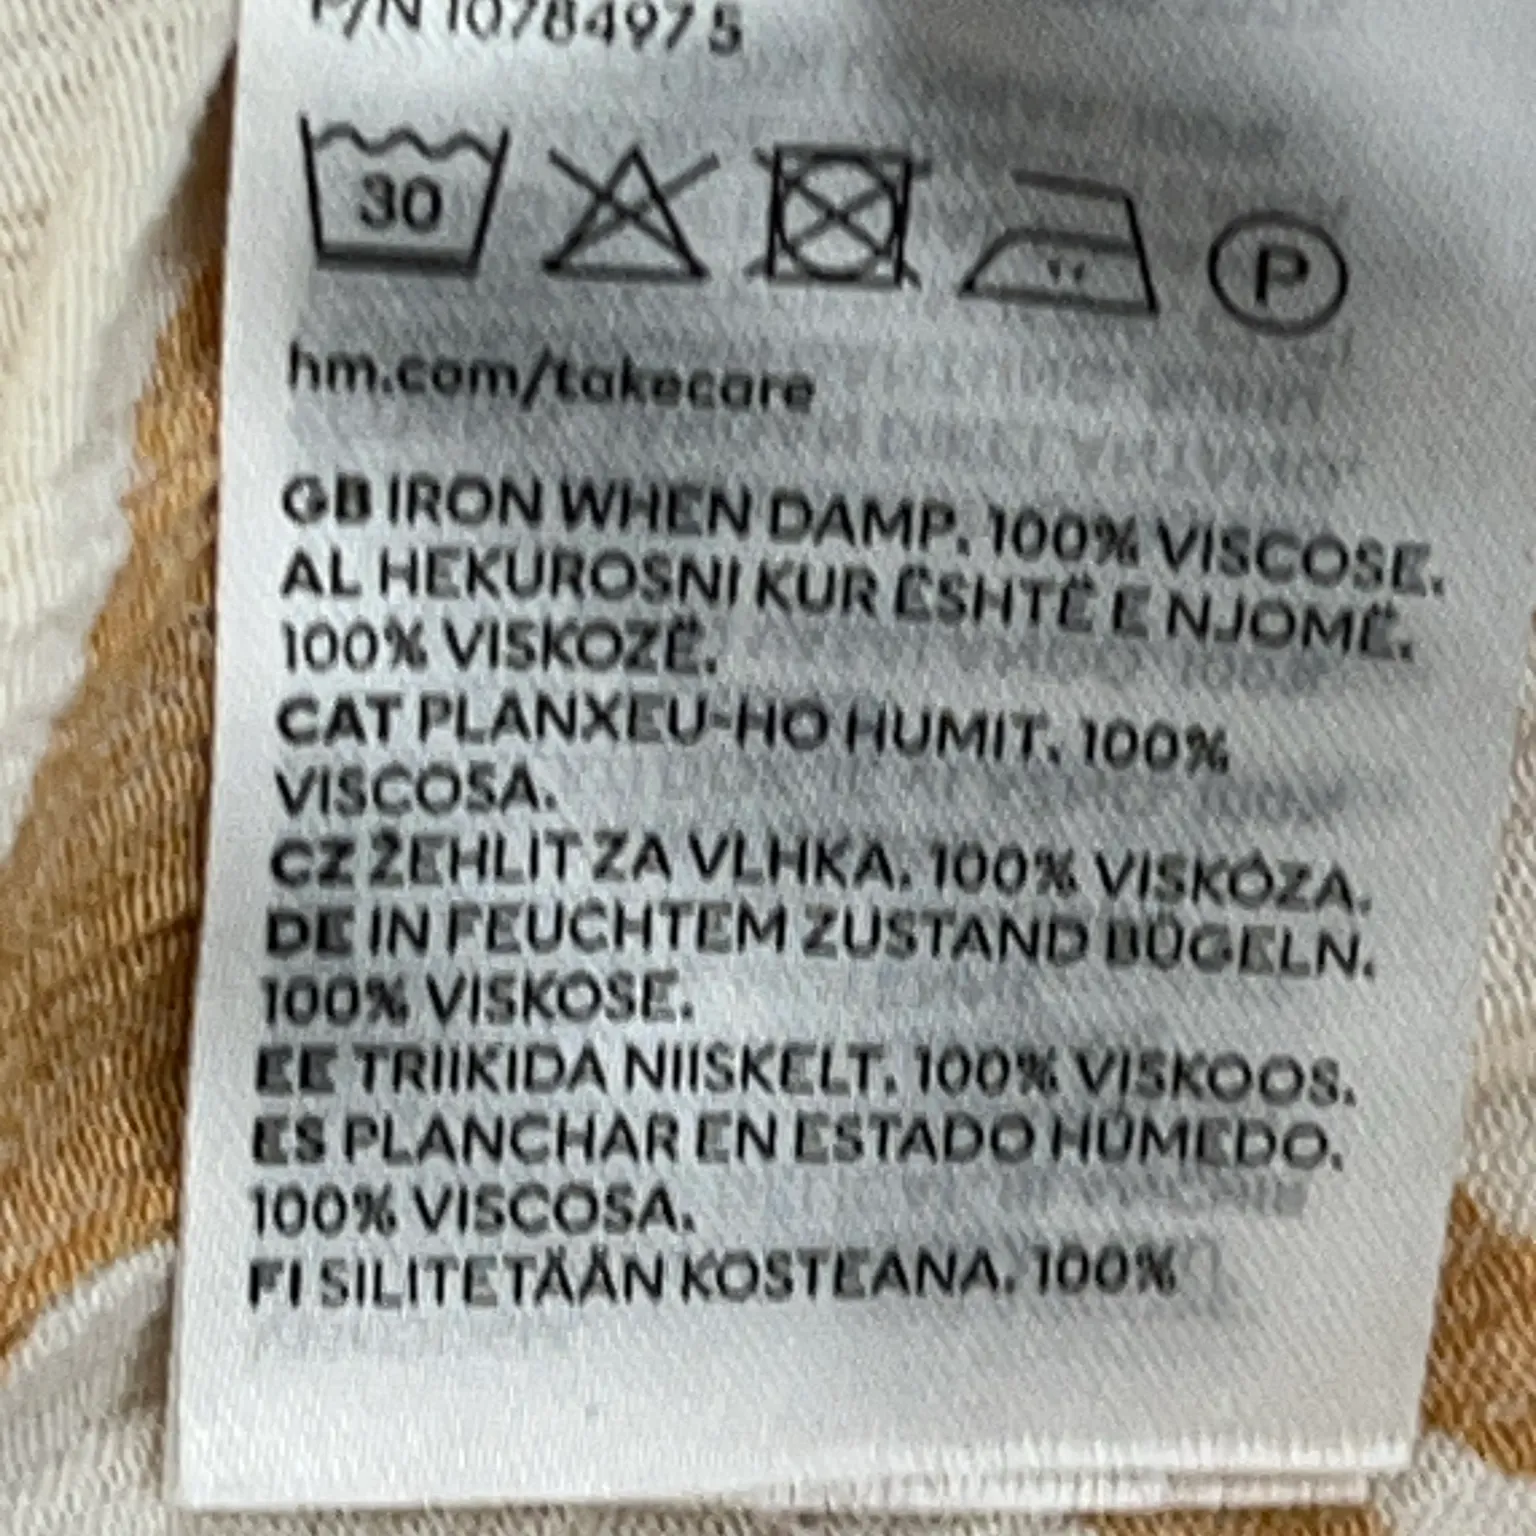 P/N 10784975
30
P
hm.com/takecare
GB IRON WHEN DAMP. 100% VISCOSE.
AL HEKUROSNI KUR ËSHTË E NJOMË.
100% VISKOZË.
CAT PLANXEU-HO HUMIT. 100%
VISCOSA.
CZ ŽEHLIT ZA VLHKA. 100% VISKÓZA.
DE IN FEUCHTEM ZUSTAND BÜGELN.
100% VISKOSE.
EE TRIIKIDA NIISKELT. 100% VISKOOS.
ES PLANCHAR EN ESTADO HÚMEDO.
100% VISCOSA.
FI SILITETÄÄN KOSTEANA. 100%